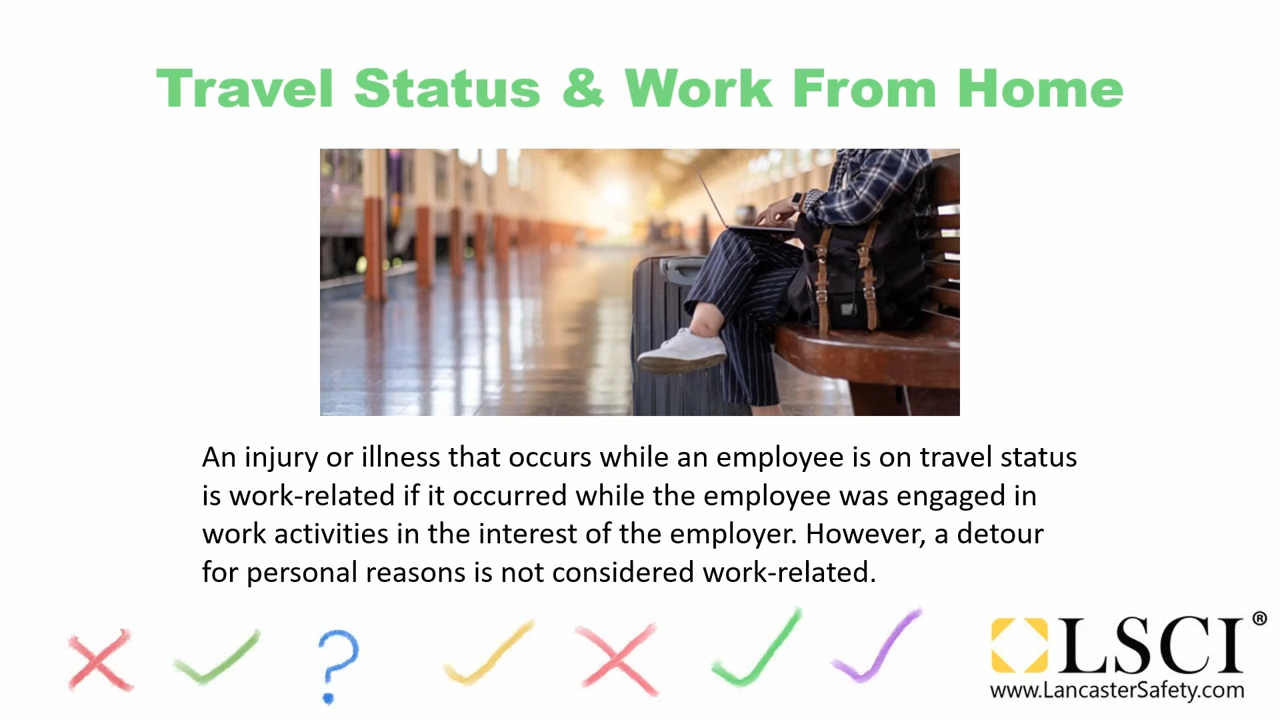 Travel Status & Work From Home
An injury or illness that occurs while an employee is on travel status
is work-related if it occurred while the employee was engaged in
work activities in the interest of the employer. However, a detour
for personal reasons is not considered work-related.
?
LSCI®
www.LancasterSafety.com